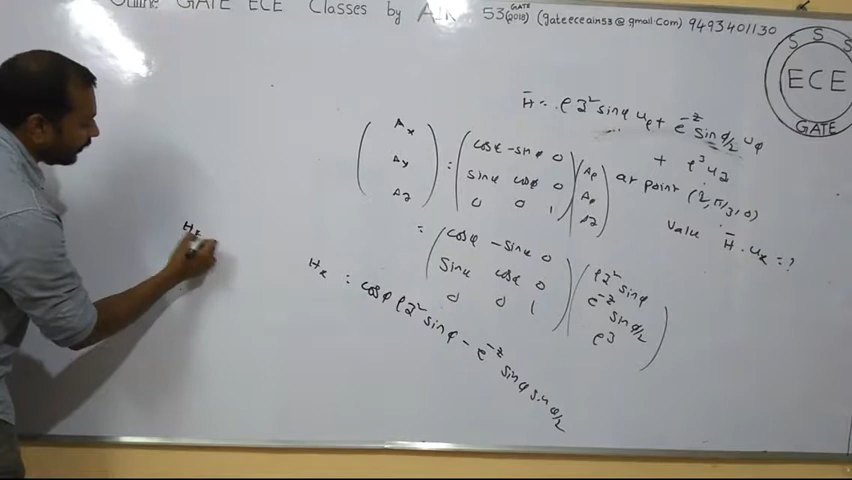 Online GATE ECE Classes by AIR 53 GATE (2018) (gateeceair53@gmail.com) 9493401130
S S S
ECE
GATE
H̄ = ρ z² sinφ uρ + e^-z sin φ/2 uφ
+ ρ³ uz
at point (2, π/3, 0)
Value H̄ . ux = ?
(Ax Ay Az) = (cosφ -sinφ 0
sinφ cosφ 0
0 0 1) (Aρ Aφ Az)
= (cosφ -sinφ 0
sinφ cosφ 0
0 0 1) (ρz² sinφ
e^-z sin φ/2
ρ3)
Hx = cosφ ρz² sinφ - e^-z sinφ sin φ/2
Hx